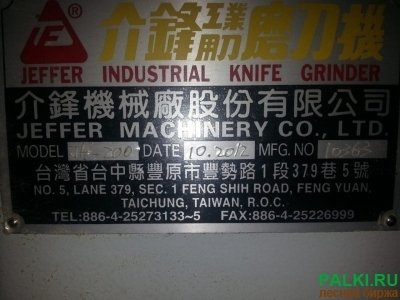 JE
介鋒工業用刀磨刀機
JEFFER INDUSTRIAL KNIFE GRINDER
介鋒機械廠股份有限公司
JEFFER MACHINERY CO., LTD.
MODEL DATE 10.2012 MFG. NO
台灣省台中縣豐原市豐勢路1段379巷5號
NO. 5, LANE 379, SEC. 1 FENG SHIH ROAD, FENG YUAN,
TAICHUNG, TAIWAN, R.O.C.
TEL:886-4-25273133~5 FAX:886-4-25226999
PALKI.RU
лесная биржа